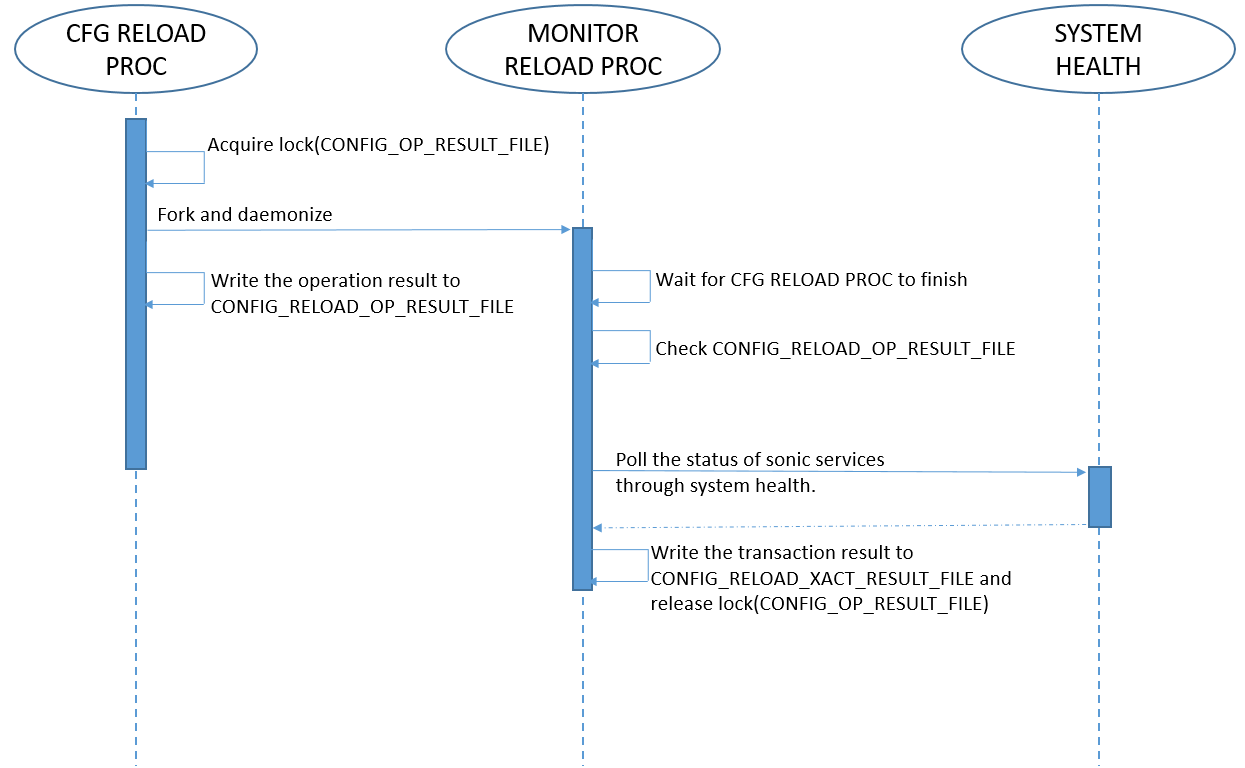 CFG RELOAD
PROC
MONITOR
RELOAD PROC
SYSTEM
HEALTH
Acquire lock(CONFIG_OP_RESULT_FILE)
Fork and daemonize
Write the operation result to
CONFIG_RELOAD_OP_RESULT_FILE
Wait for CFG RELOAD PROC to finish
Check CONFIG_RELOAD_OP_RESULT_FILE
Poll the status of sonic services
through system health.
Write the transaction result to
CONFIG_RELOAD_XACT_RESULT_FILE and
release lock(CONFIG_OP_RESULT_FILE)